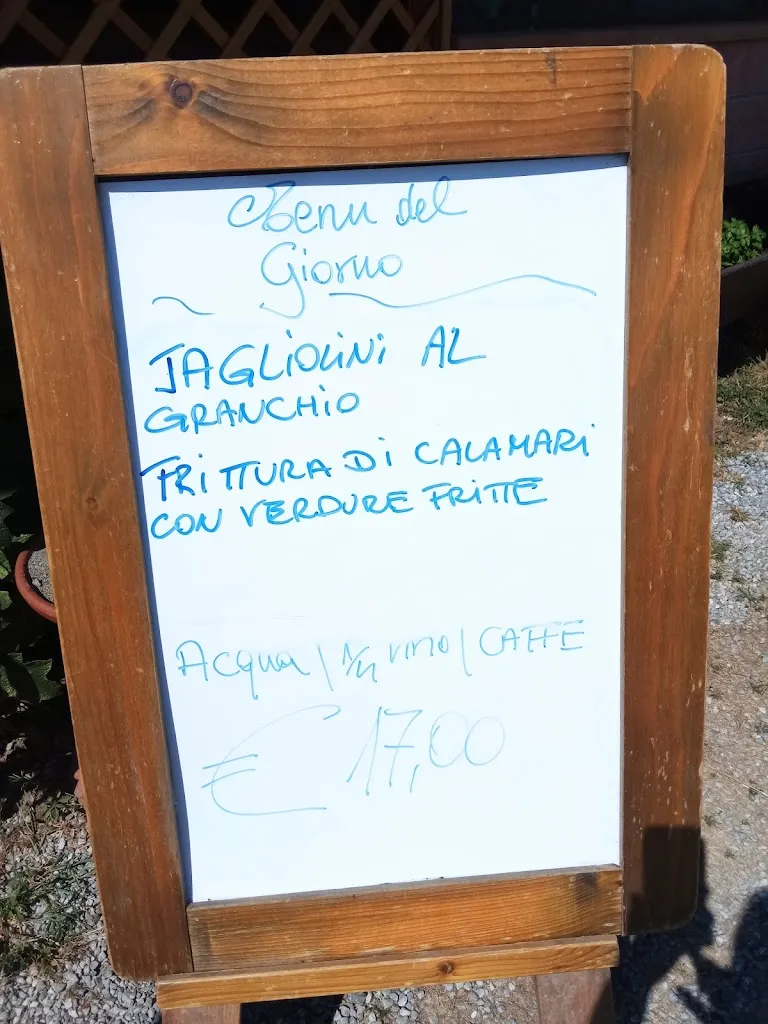 Menu del
Giorno
TAGLIOLINI AL
GRANCHIO
FRITTURA DI CALAMARI
CON VERDURE FRITTE
Acqua | 1/4 VINO | CAFFE
€ 17,00